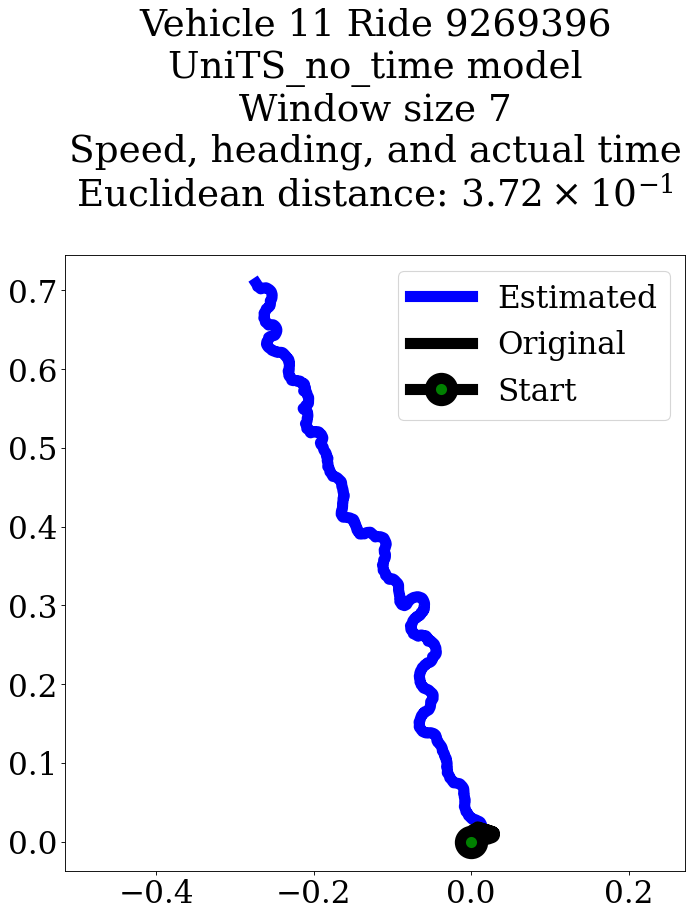 Vehicle 11 Ride 9269396
UniTS_no_time model
Window size 7
Speed, heading, and actual time
Euclidean distance: 3.72 × 10⁻¹
Estimated
Original
Start
0.7
0.6
0.5
0.4
0.3
0.2
0.1
0.0
−0.4
−0.2
0.0
0.2